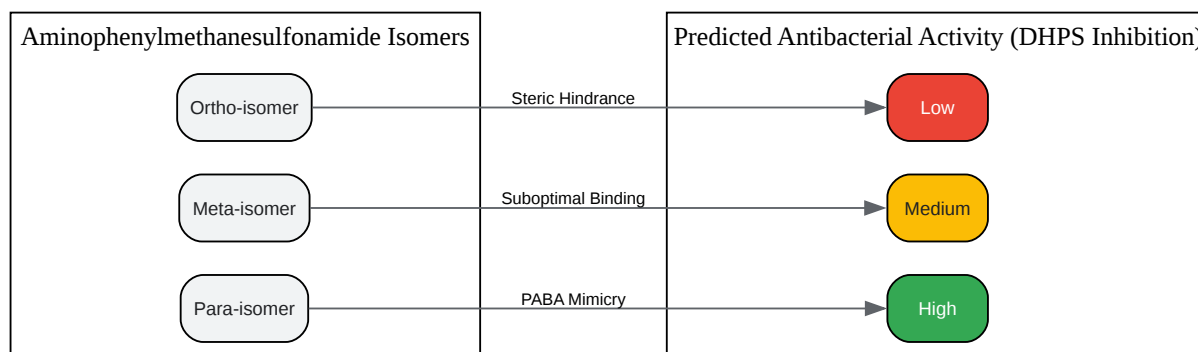 Aminophenylmethanesulfonamide Isomers
Predicted Antibacterial Activity (DHPS Inhibition)
Ortho-isomer
Steric Hindrance
Low
Meta-isomer
Suboptimal Binding
Medium
Para-isomer
PABA Mimicry
High